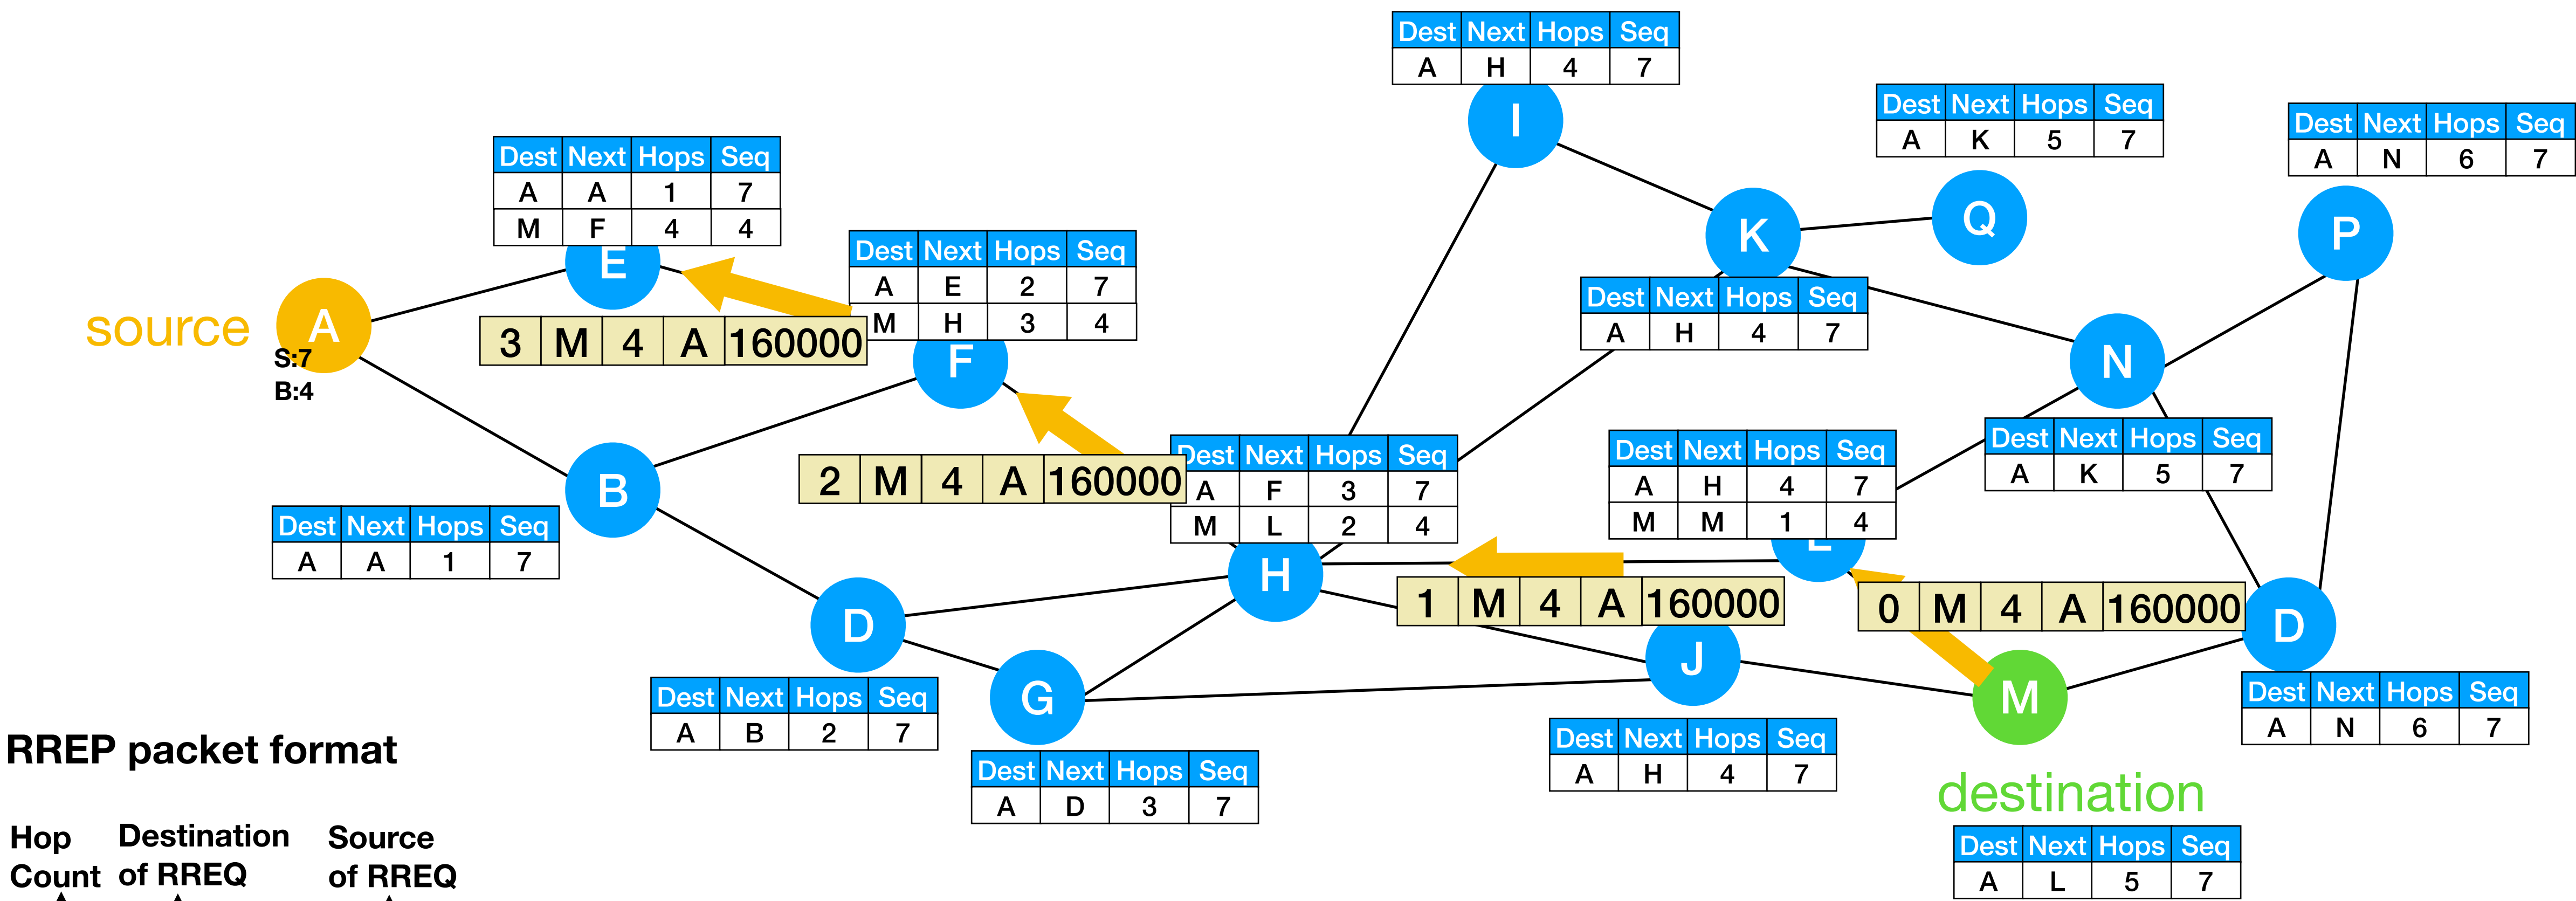 Dest Next Hops Seq
A H 4 7
I
Dest Next Hops Seq
A K 5 7
Q
Dest Next Hops Seq
A N 6 7
P
Dest Next Hops Seq
A A 1 7
M F 4 4
E
Dest Next Hops Seq
A E 2 7
M H 3 4
F
K
Dest Next Hops Seq
A H 4 7
source
A
S:7
B:4
3 M 4 A 160000
N
Dest Next Hops Seq
A K 5 7
B
Dest Next Hops Seq
A A 1 7
2 M 4 A 160000
Dest Next Hops Seq
A F 3 7
M L 2 4
H
Dest Next Hops Seq
A H 4 7
M M 1 4
L
1 M 4 A 160000
0 M 4 A 160000
D
Dest Next Hops Seq
A B 2 7
G
Dest Next Hops Seq
A D 3 7
J
Dest Next Hops Seq
A H 4 7
M
destination
Dest Next Hops Seq
A L 5 7
D
Dest Next Hops Seq
A N 6 7
RREP packet format
Hop Count
Destination of RREQ
Source of RREQ